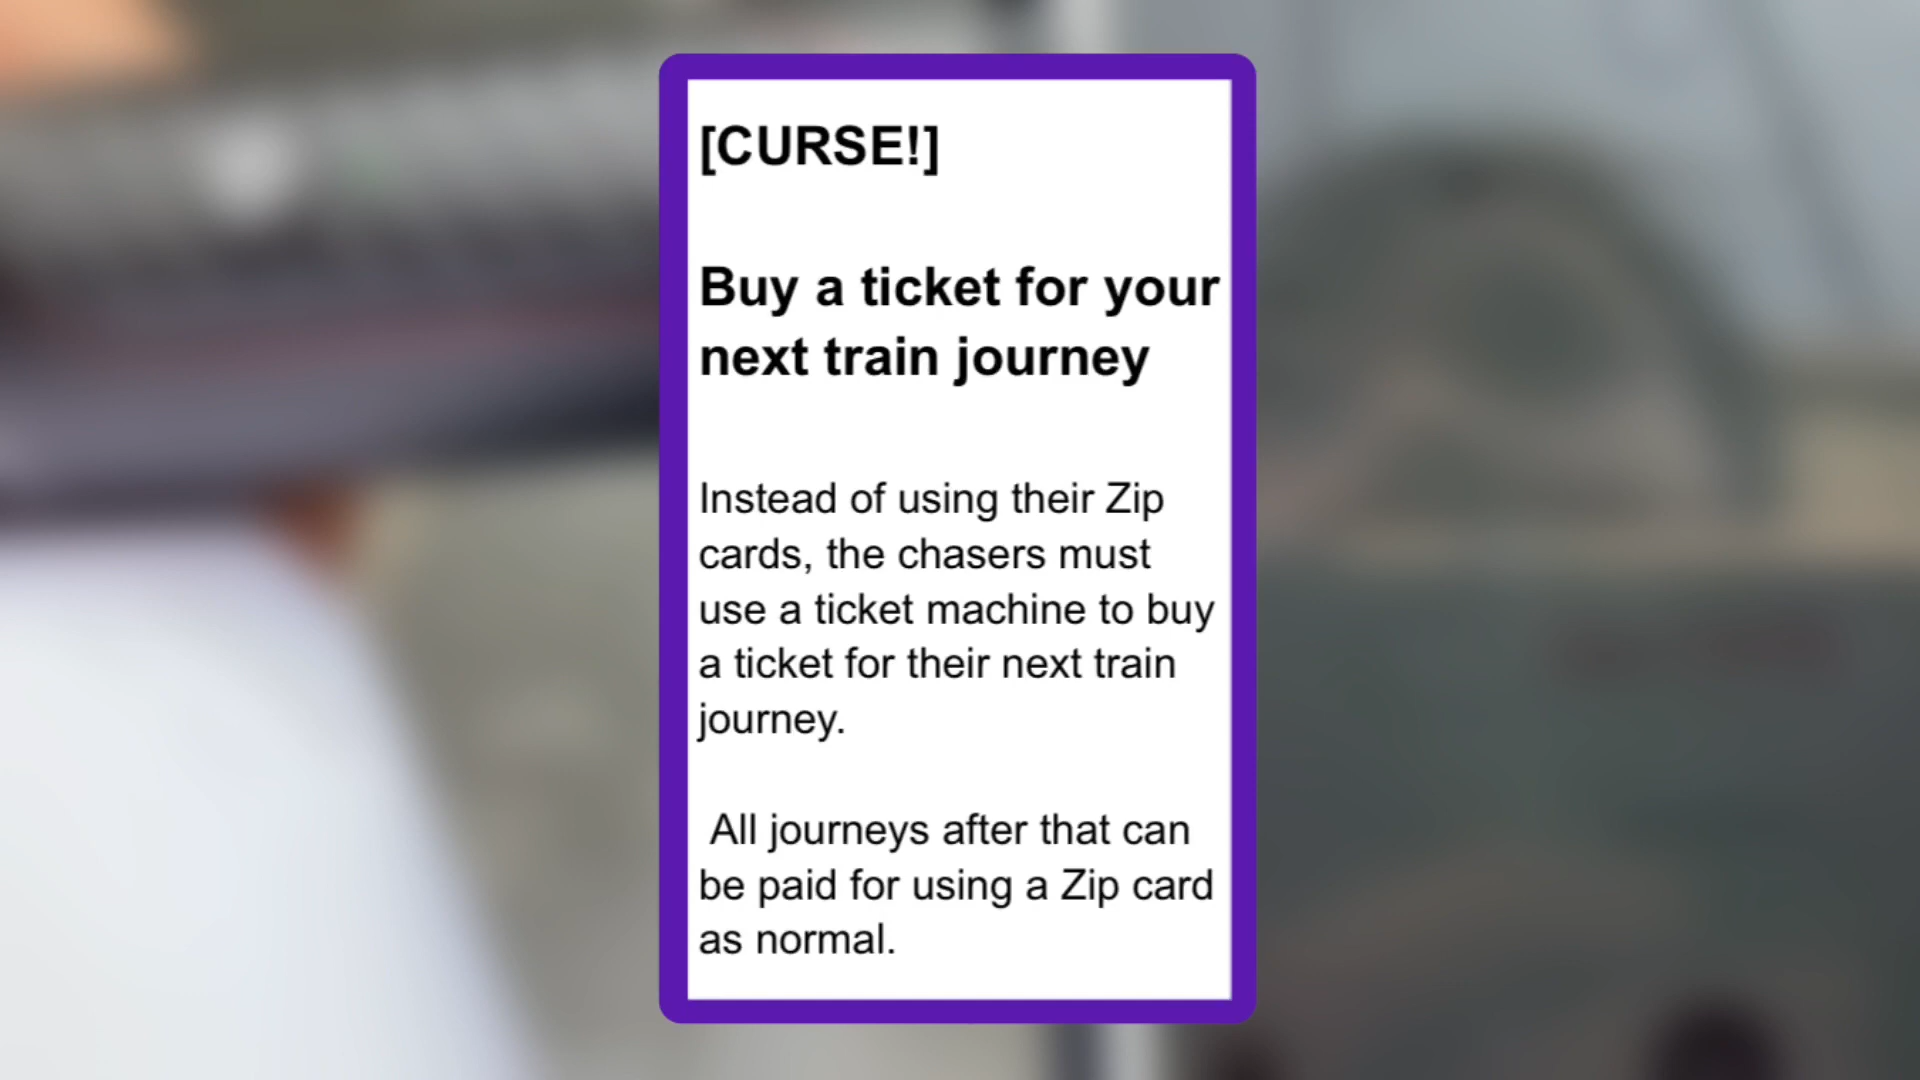 [CURSE!]
Buy a ticket for your
next train journey
Instead of using their Zip
cards, the chasers must
use a ticket machine to buy
a ticket for their next train
journey.
All journeys after that can
be paid for using a Zip card
as normal.